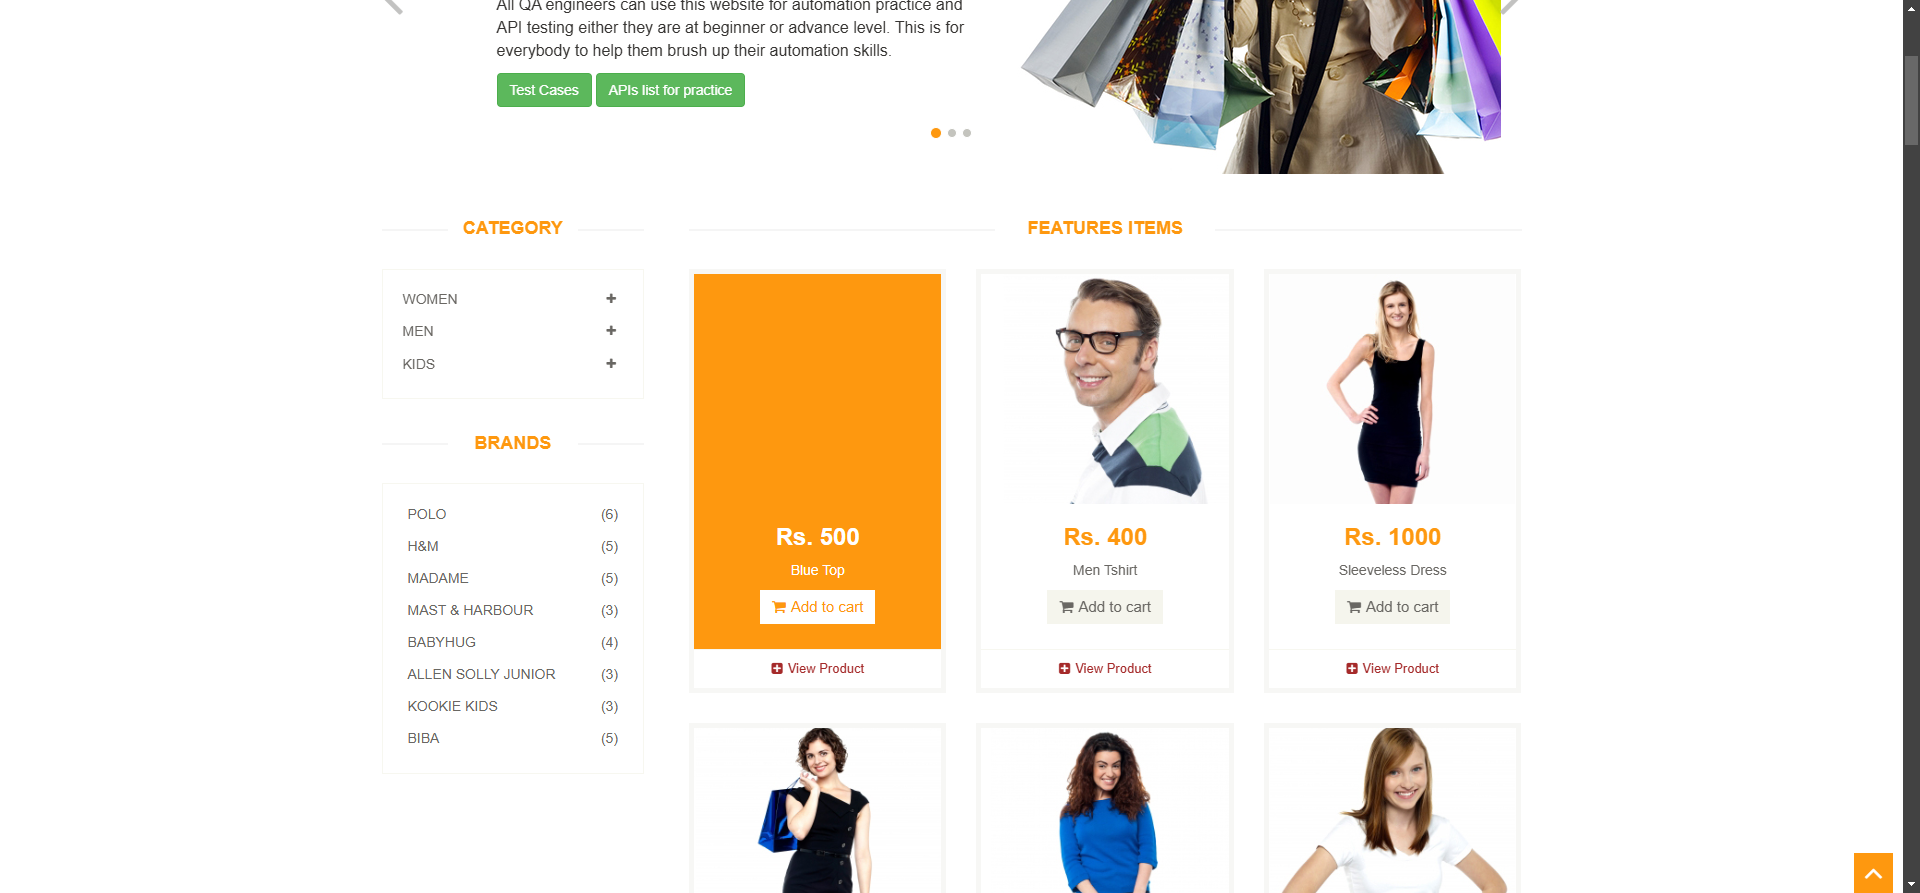 All QA engineers can use this website for automation practice and
API testing either they are at beginner or advance level. This is for
everybody to help them brush up their automation skills.
Test Cases
APIs list for practice
CATEGORY
WOMEN
MEN
KIDS
BRANDS
POLO (6)
H&M (5)
MADAME (5)
MAST & HARBOUR (3)
BABYHUG (4)
ALLEN SOLLY JUNIOR (3)
KOOKIE KIDS (3)
BIBA (5)
FEATURES ITEMS
Rs. 500
Blue Top
Add to cart
View Product
Rs. 400
Men Tshirt
Add to cart
View Product
Rs. 1000
Sleeveless Dress
Add to cart
View Product